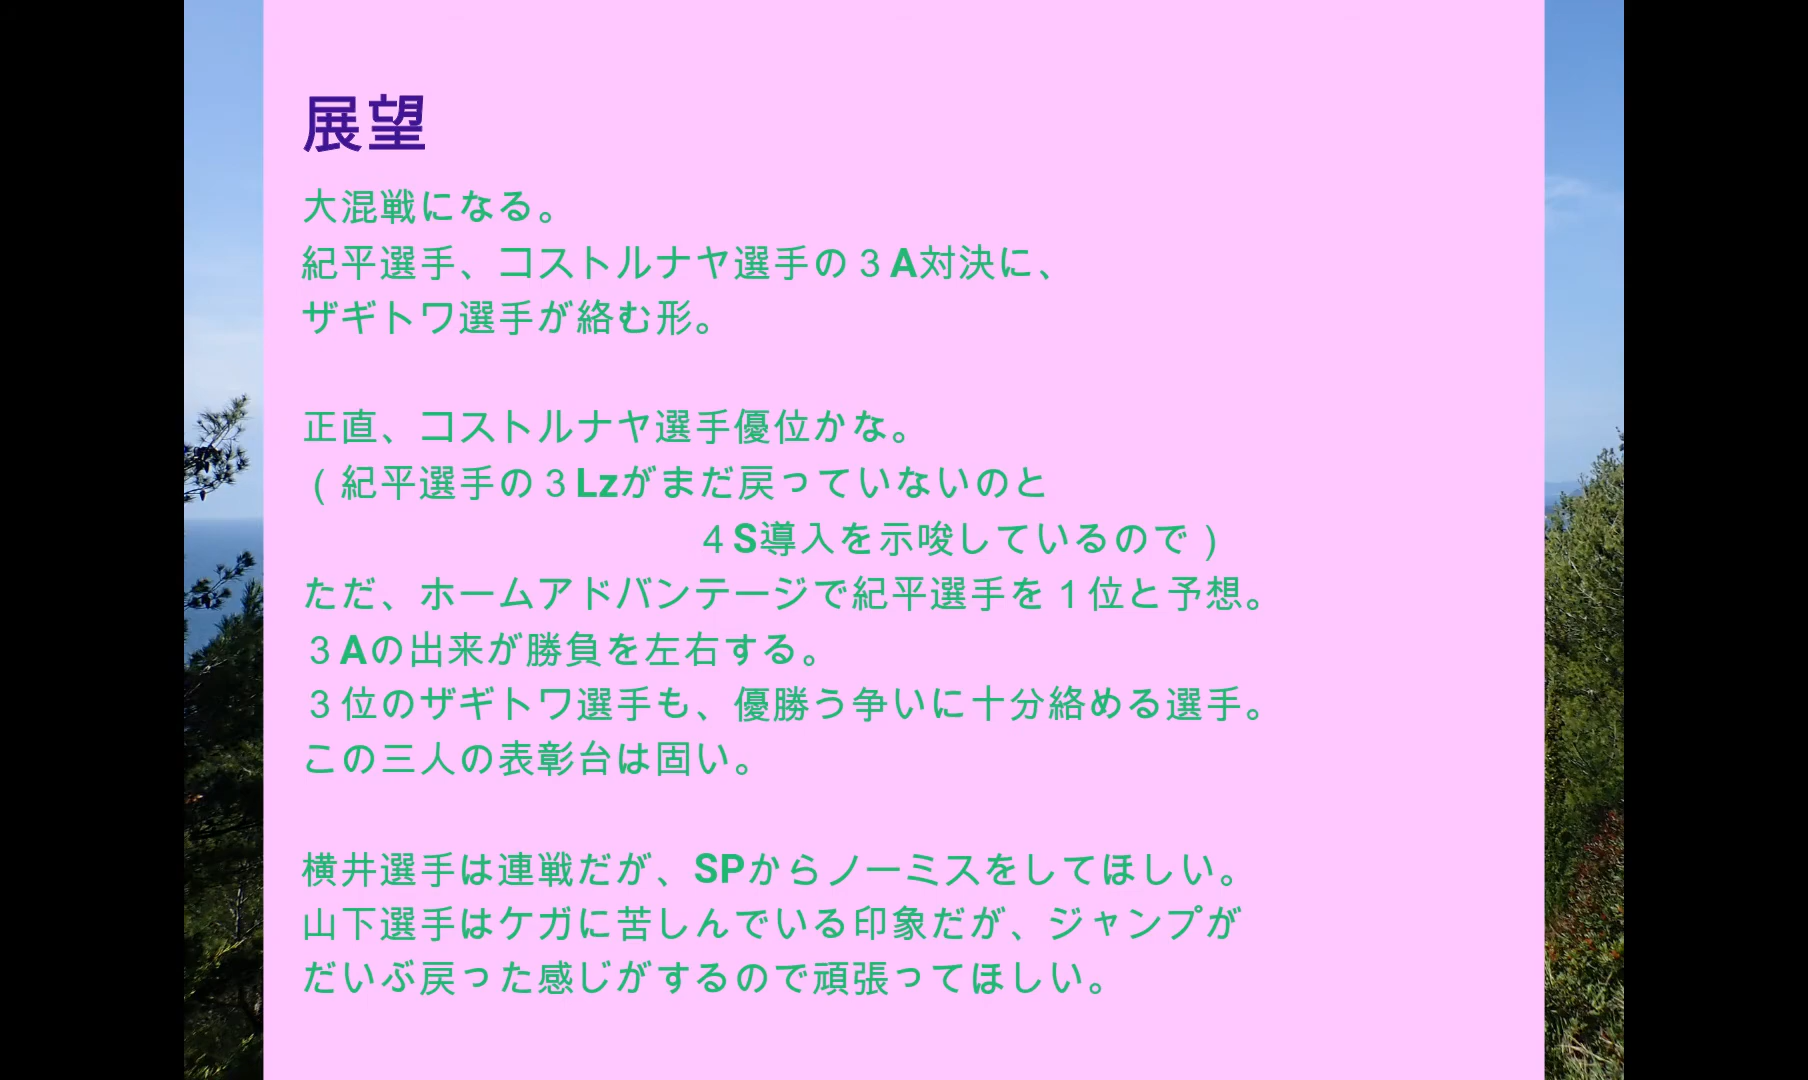 展望
大混戦になる。
紀平選手、コストルナヤ選手の３A対決に、
ザギトワ選手が絡む形。
正直、コストルナヤ選手優位かな。
（紀平選手の３Lzがまだ戻っていないのと
４S導入を示唆しているので）
ただ、ホームアドバンテージで紀平選手を１位と予想。
３Aの出来が勝負を左右する。
３位のザギトワ選手も、優勝う争いに十分絡める選手。
この三人の表彰台は固い。
横井選手は連戦だが、SPからノーミスをしてほしい。
山下選手はケガに苦しんでいる印象だが、ジャンプが
だいぶ戻った感じがするので頑張ってほしい。